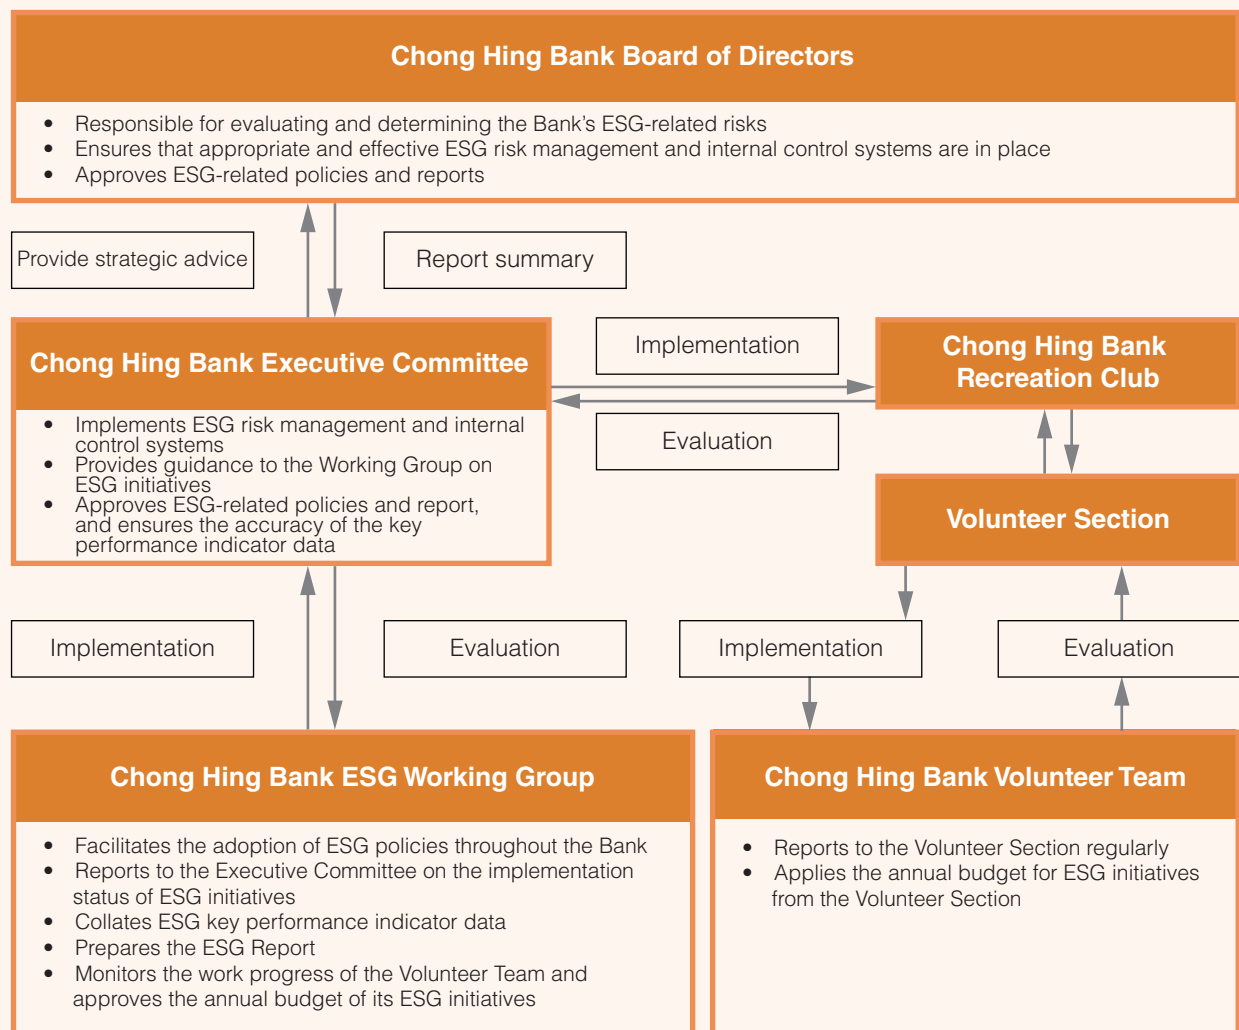 Chong Hing Bank Board of Directors
• Responsible for evaluating and determining the Bank's ESG-related risks
• Ensures that appropriate and effective ESG risk management and internal control systems are in place
• Approves ESG-related policies and reports
Provide strategic advice
Report summary
Chong Hing Bank Executive Committee
• Implements ESG risk management and internal
control systems
• Provides guidance to the Working Group on
ESG initiatives
• Approves ESG-related policies and report,
and ensures the accuracy of the key
performance indicator data
Implementation
Evaluation
Chong Hing Bank
Recreation Club
Volunteer Section
Implementation
Evaluation
Implementation
Evaluation
Chong Hing Bank ESG Working Group
• Facilitates the adoption of ESG policies throughout the Bank
• Reports to the Executive Committee on the implementation
status of ESG initiatives
• Collates ESG key performance indicator data
• Prepares the ESG Report
• Monitors the work progress of the Volunteer Team and
approves the annual budget of its ESG initiatives
Chong Hing Bank Volunteer Team
• Reports to the Volunteer Section regularly
• Applies the annual budget for ESG initiatives
from the Volunteer Section